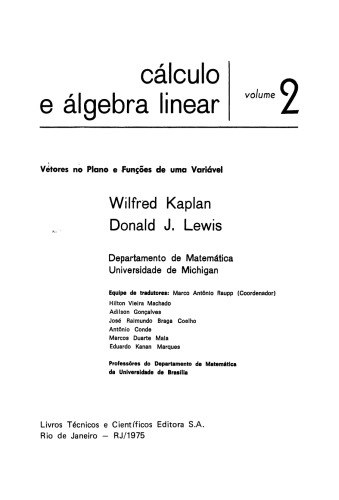 cálculo
e álgebra linear
volume 2
Vetores no Plano e Funções de uma Variável
Wilfred Kaplan
Donald J. Lewis
Departamento de Matemática
Universidade de Michigan
Equipe de tradutores: Marco Antônio Raupp (Coordenador)
Hilton Vieira Machado
Adilson Gonçalves
José Raimundo Braga Coelho
Antônio Conde
Marcos Duarte Maia
Eduardo Kanan Marques
Professôres do Departamento de Matemática
da Universidade de Brasília
Livros Técnicos e Científicos Editora S.A.
Rio de Janeiro — RJ/1975